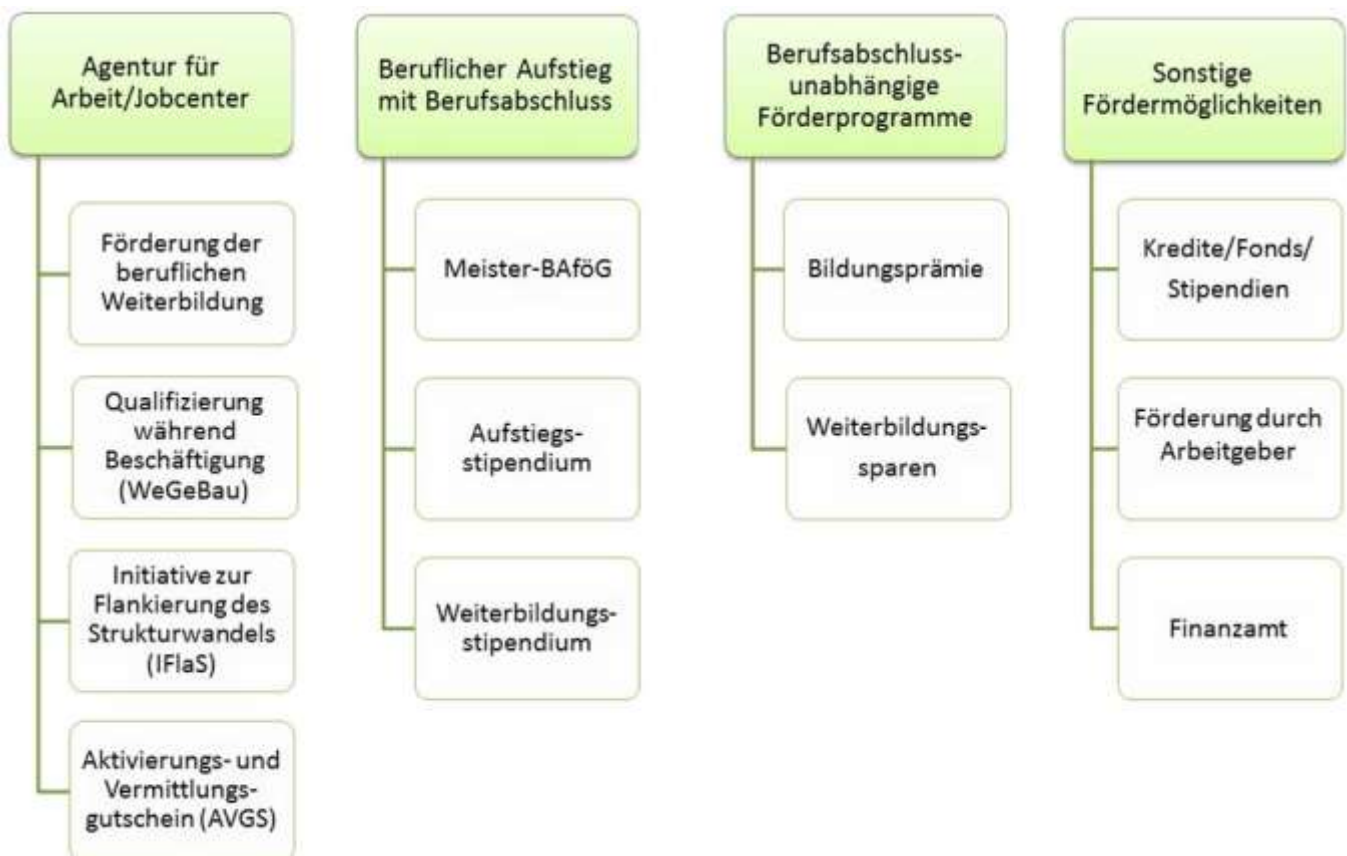 Agentur für
Arbeit/Jobcenter
Förderung der
beruflichen
Weiterbildung
Qualifizierung
während
Beschäftigung
(WeGeBau)
Initiative zur
Flankierung des
Strukturwandels
(IFlaS)
Aktivierungs- und
Vermittlungs-
gutschein (AVGS)
Beruflicher Aufstieg
mit Berufsabschluss
Meister-BAföG
Aufstiegs-
stipendium
Weiterbildungs-
stipendium
Berufsabschluss-
unabhängige
Förderprogramme
Bildungsprämie
Weiterbildungs-
sparen
Sonstige
Fördermöglichkeiten
Kredite/Fonds/
Stipendien
Förderung durch
Arbeitgeber
Finanzamt